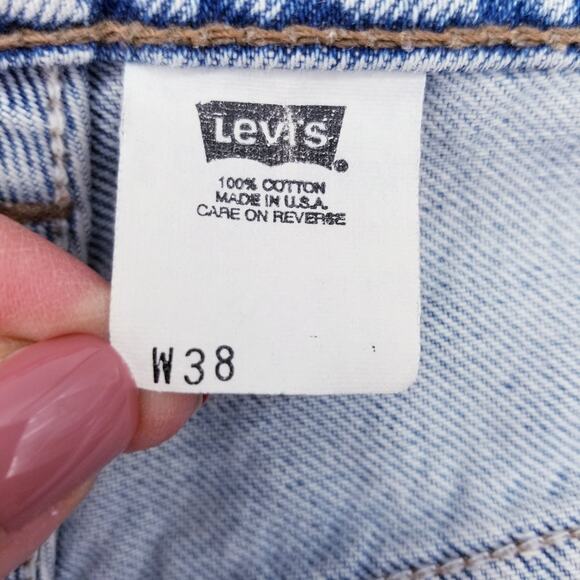 Levi's®
100% COTTON
MADE IN U.S.A.
CARE ON REVERSE
W38